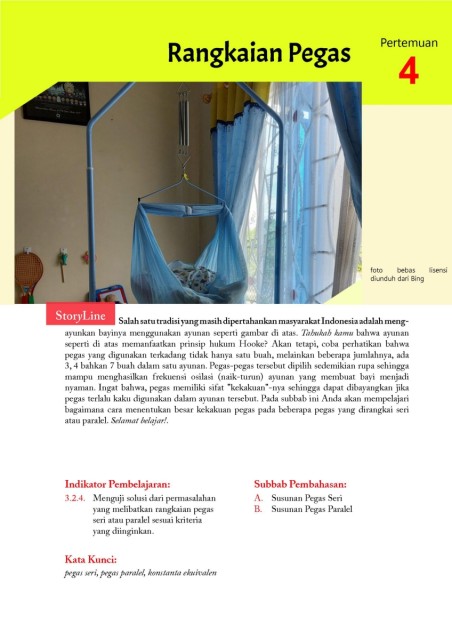 Rangkaian Pegas
Pertemuan
4
foto bebas lisensi
diunduh dari Bing
StoryLine
Salah satu tradisi yang masih dipertahankan masyarakat Indonesia adalah meng-
ayunkan bayinya menggunakan ayunan seperti gambar di atas. Tahukah kamu bahwa ayunan
seperti di atas memanfaatkan prinsip hukum Hooke? Akan tetapi, coba perhatikan bahwa
pegas yang digunakan terkadang tidak hanya satu buah, melainkan beberapa jumlahnya, ada
3, 4 bahkan 7 buah dalam satu ayunan. Pegas-pegas tersebut dipilih sedemikian rupa sehingga
mampu menghasilkan frekuensi osilasi (naik-turun) ayunan yang membuat bayi menjadi
nyaman. Ingat bahwa, pegas memiliki sifat "kekakuan"-nya sehingga dapat dibayangkan jika
pegas terlalu kaku digunakan dalam ayunan tersebut. Pada subbab ini Anda akan mempelajari
bagaimana cara menentukan besar kekakuan pegas pada beberapa pegas yang dirangkai seri
atau paralel. Selamat belajar!.
Indikator Pembelajaran:
3.2.4. Menguji solusi dari permasalahan
yang melibatkan rangkaian pegas
seri atau paralel sesuai kriteria
yang diinginkan.
Kata Kunci:
pegas seri, pegas paralel, konstanta ekuivalen
Subbab Pembahasan:
A. Susunan Pegas Seri
B. Susunan Pegas Paralel